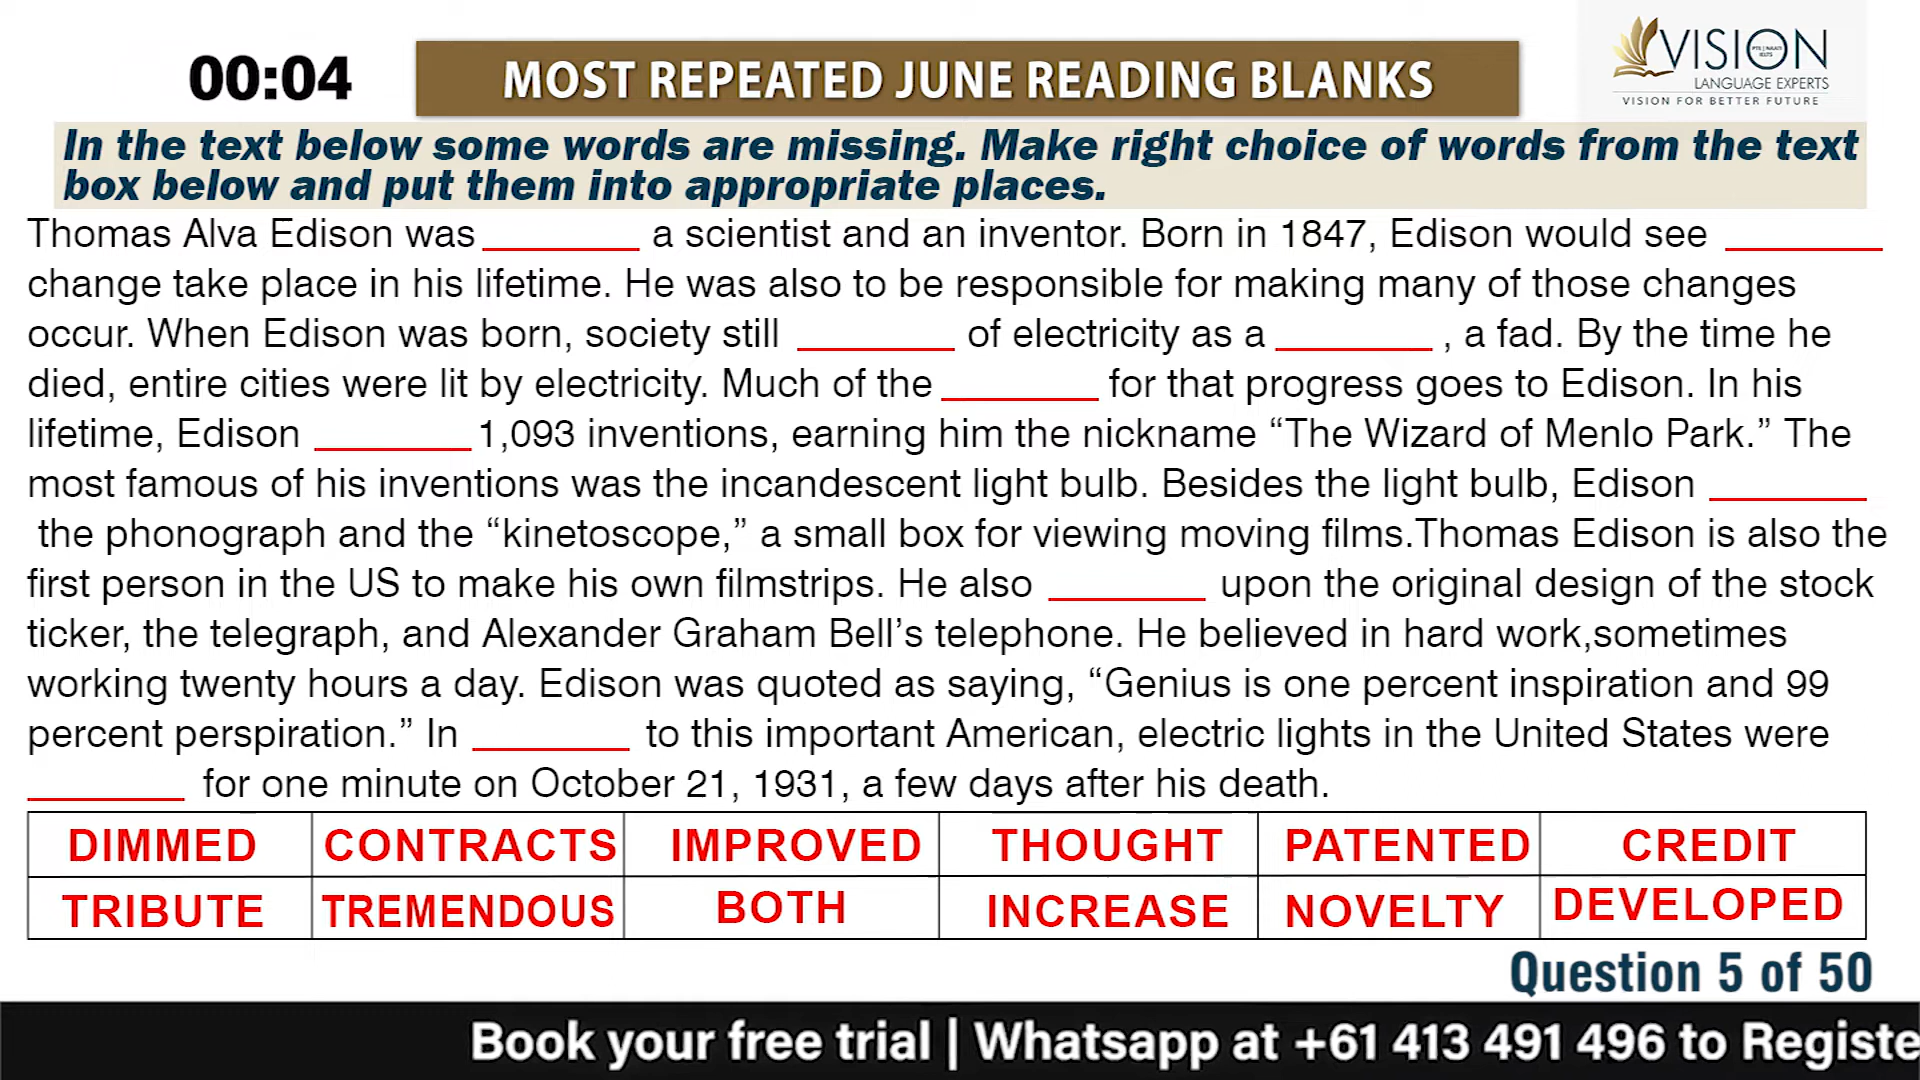 00:04
MOST REPEATED JUNE READING BLANKS
VISION
PTE | NAATI
IELTS
LANGUAGE EXPERTS
VISION FOR BETTER FUTURE
In the text below some words are missing. Make right choice of words from the text
box below and put them into appropriate places.
Thomas Alva Edison was ________ a scientist and an inventor. Born in 1847, Edison would see ________
change take place in his lifetime. He was also to be responsible for making many of those changes
occur. When Edison was born, society still ________ of electricity as a ________ , a fad. By the time he
died, entire cities were lit by electricity. Much of the ________ for that progress goes to Edison. In his
lifetime, Edison ________ 1,093 inventions, earning him the nickname “The Wizard of Menlo Park.” The
most famous of his inventions was the incandescent light bulb. Besides the light bulb, Edison ________
the phonograph and the “kinetoscope,” a small box for viewing moving films.Thomas Edison is also the
first person in the US to make his own filmstrips. He also ________ upon the original design of the stock
ticker, the telegraph, and Alexander Graham Bell’s telephone. He believed in hard work,sometimes
working twenty hours a day. Edison was quoted as saying, “Genius is one percent inspiration and 99
percent perspiration.” In ________ to this important American, electric lights in the United States were
________ for one minute on October 21, 1931, a few days after his death.
DIMMED CONTRACTS IMPROVED THOUGHT PATENTED CREDIT
TRIBUTE TREMENDOUS BOTH INCREASE NOVELTY DEVELOPED
Question 5 of 50
Book your free trial | Whatsapp at +61 413 491 496 to Registe